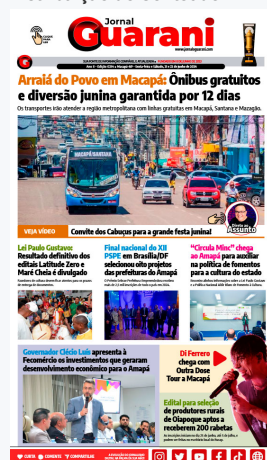 Jornal
Guarani
www.jornalguarani.com
Arraiá do Povo em Macapá: Ônibus gratuitos
e diversão junina garantida por 12 dias
Os transportes irão atender a região metropolitana com linhas gratuitas em Macapá, Santana e Mazagão.
MACAPÁ/SANTANA
Assunto
VEJA VÍDEO
Convite dos Cabuçus para a grande festa junina!
Lei Paulo Gustavo:
Resultado definitivo dos
editais Latitude Zero e
Maré Cheia é divulgado
Final nacional do XII
PSPE em Brasília/DF
selecionou oito projetos
das prefeituras do Amapá
“Circula Minc” chega
ao Amapá para auxiliar
na política de fomentos
para a cultura do estado
Governador Clécio Luís apresenta à
Fecomércio os investimentos que geraram
desenvolvimento econômico para o Amapá
Di Ferrero
chega com
Outra Dose
Tour a Macapá
Edital para seleção
de produtores rurais
de Oiapoque aptos a
receberem 200 rabetas
CURTA
COMENTE
COMPARTILHE